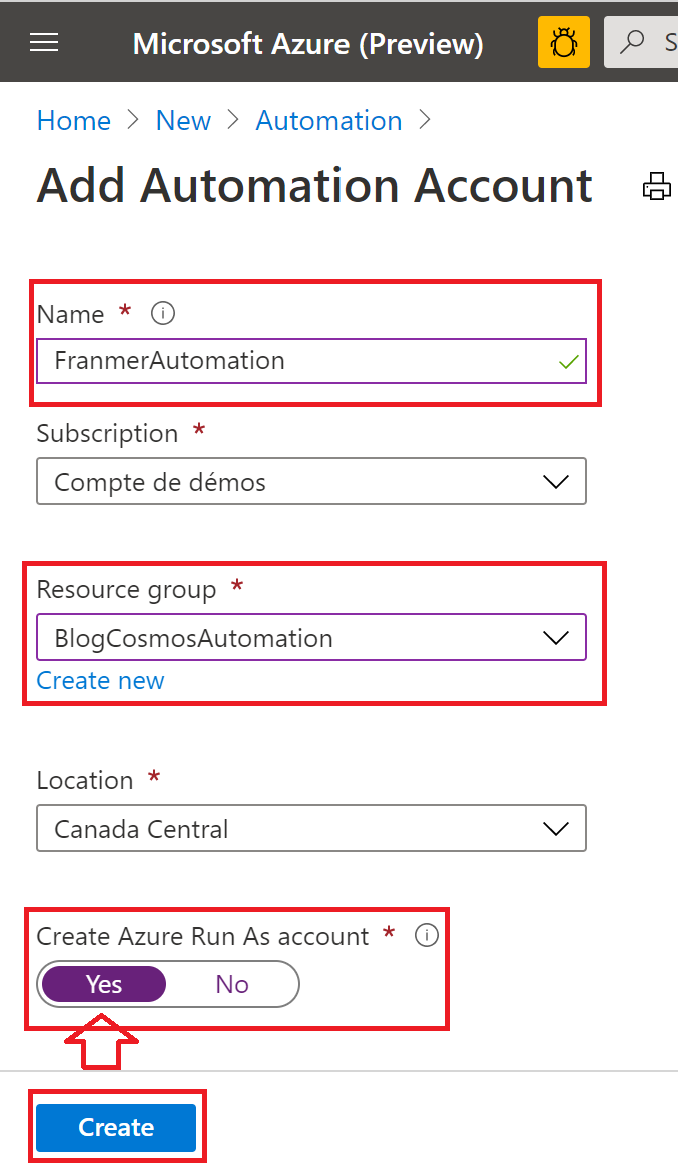 Microsoft Azure (Preview)
S
Home > New > Automation >
Add Automation Account
Name *
FranmerAutomation
Subscription *
Compte de démos
Resource group *
BlogCosmosAutomation
Create new
Location *
Canada Central
Create Azure Run As account *
Yes No
Create